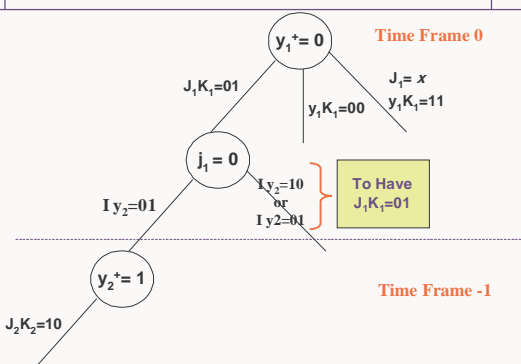 y₁⁺= 0
Time Frame 0
J₁K₁=01
y₁K₁=00
J₁= x
y₁K₁=11
j₁ = 0
I y₂=10
or
I y2=01
To Have
J₁K₁=01
I y₂=01
y₂⁺= 1
Time Frame -1
J₂K₂=10